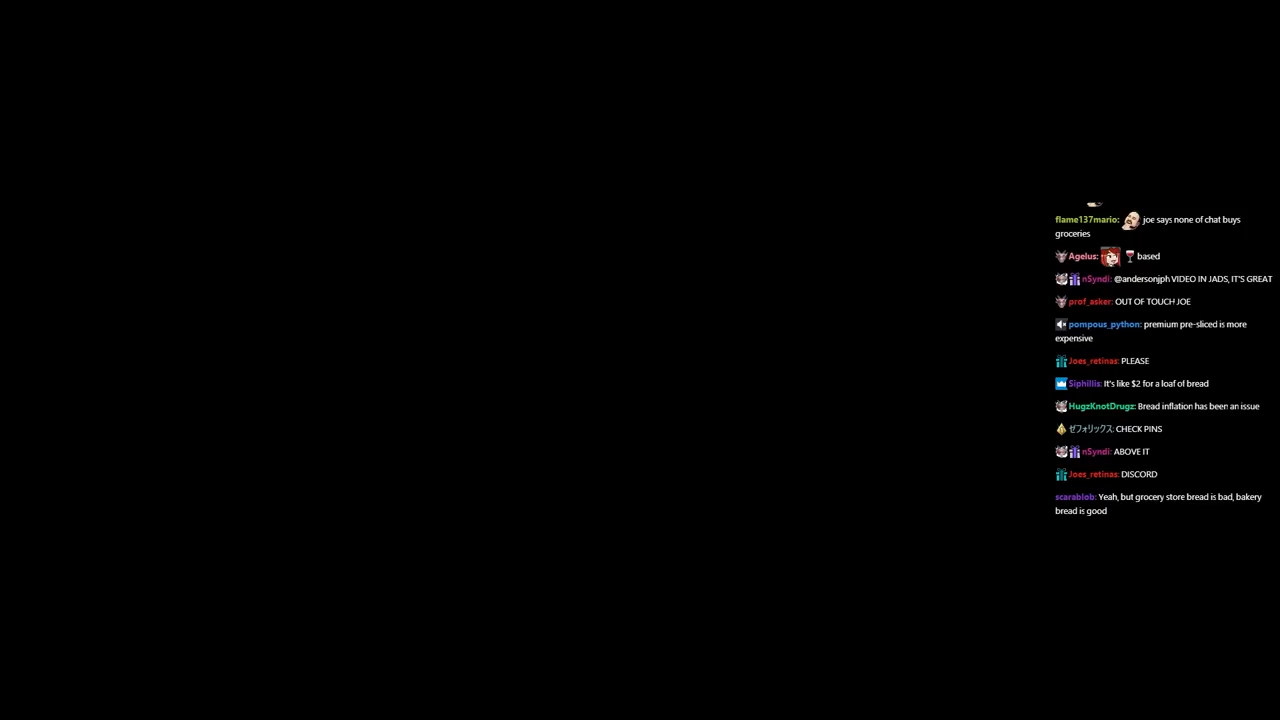 flame137mario: joe says none of chat buys
groceries
Agelus: based
nSyndi: @andersonjph VIDEO IN JADS, IT'S GREAT
prof_asker: OUT OF TOUCH JOE
pompous_python: premium pre-sliced is more
expensive
Joes_retinas: PLEASE
Siphillis: It's like $2 for a loaf of bread
HugzKnotDrugz: Bread inflation has been an issue
ゼフォリックス: CHECK PINS
nSyndi: ABOVE IT
Joes_retinas: DISCORD
scarablob: Yeah, but grocery store bread is bad, bakery
bread is good